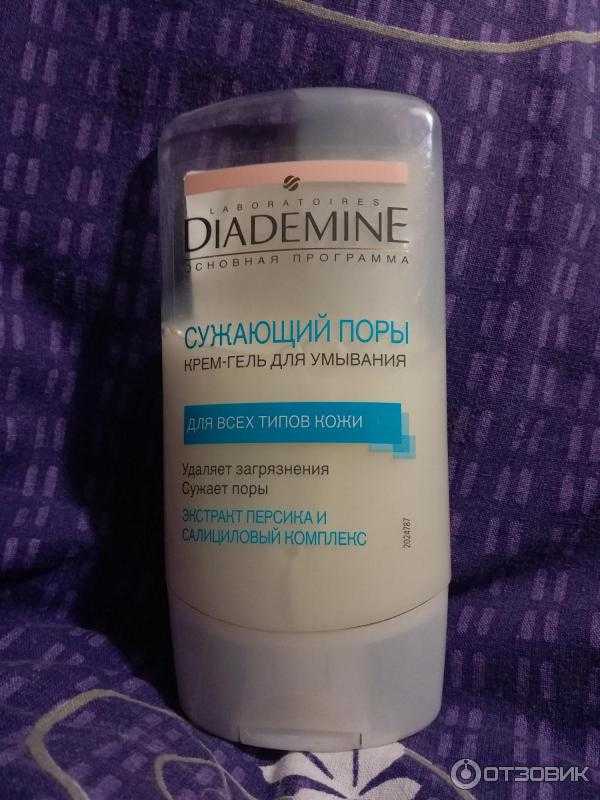 LABORATOIRES
DIADEMINE
ОСНОВНАЯ ПРОГРАММА
СУЖАЮЩИЙ ПОРЫ
КРЕМ-ГЕЛЬ ДЛЯ УМЫВАНИЯ
ДЛЯ ВСЕХ ТИПОВ КОЖИ
Удаляет загрязнения
Сужает поры
ЭКСТРАКТ ПЕРСИКА И
САЛИЦИЛОВЫЙ КОМПЛЕКС
2024787
ОТЗОВИК